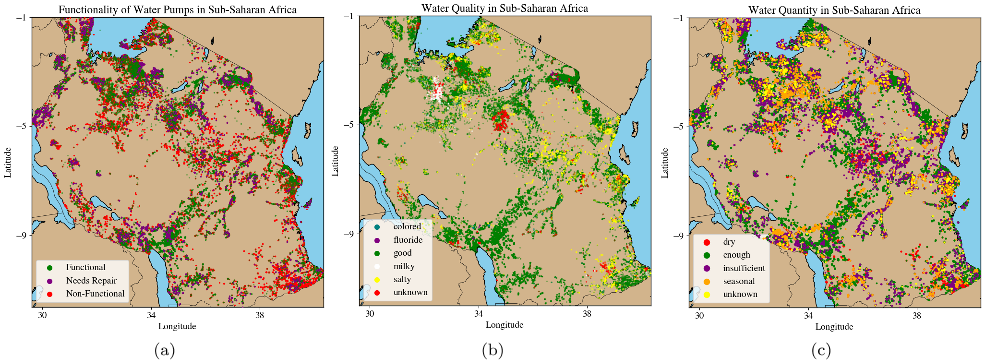 Functionality of Water Pumps in Sub-Saharan Africa
−1
−5
−9
Latitude
30
34
38
Longitude
Functional
Needs Repair
Non-Functional
(a)
Water Quality in Sub-Saharan Africa
−1
−5
−9
Latitude
30
34
38
Longitude
colored
fluoride
good
milky
salty
unknown
(b)
Water Quantity in Sub-Saharan Africa
−1
−5
−9
Latitude
30
34
38
Longitude
dry
enough
insufficient
seasonal
unknown
(c)